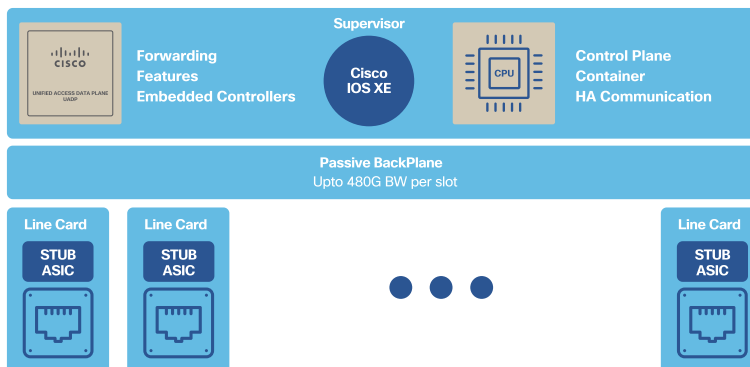 Supervisor
CISCO
UNIFIED ACCESS DATA PLANE
UADP
Forwarding
Features
Embedded Controllers
Cisco
IOS XE
CPU
Control Plane
Container
HA Communication
Passive BackPlane
Upto 480G BW per slot
Line Card
STUB
ASIC
Line Card
STUB
ASIC
Line Card
STUB
ASIC